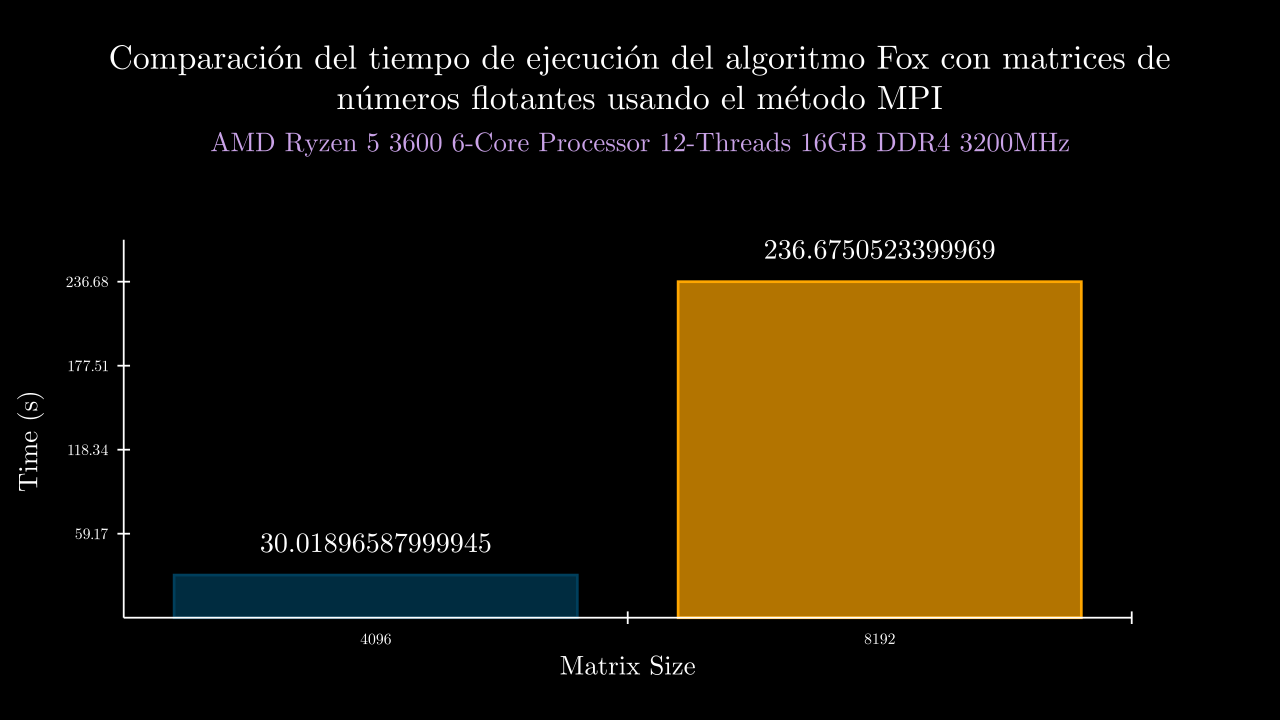 Comparación del tiempo de ejecución del algoritmo Fox con matrices de
números flotantes usando el método MPI
AMD Ryzen 5 3600 6-Core Processor 12-Threads 16GB DDR4 3200MHz
236.6750523399969
236.68
177.51
118.34
59.17
Time (s)
30.01896587999945
4096
8192
Matrix Size